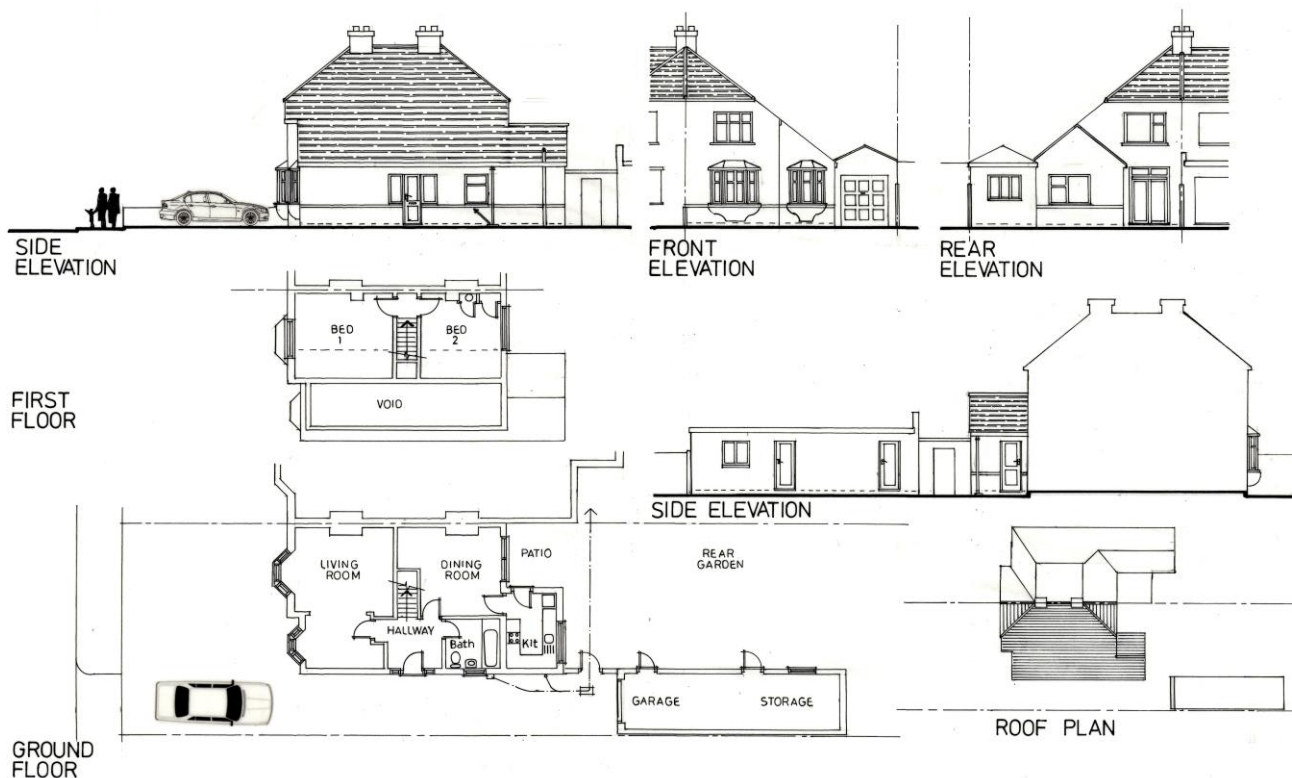 SIDE
ELEVATION
FRONT
ELEVATION
REAR
ELEVATION
BED
1
BED
2
VOID
FIRST
FLOOR
SIDE ELEVATION
LIVING
ROOM
DINING
ROOM
PATIO
REAR
GARDEN
HALLWAY
Bath
Kit
GARAGE
STORAGE
ROOF PLAN
GROUND
FLOOR